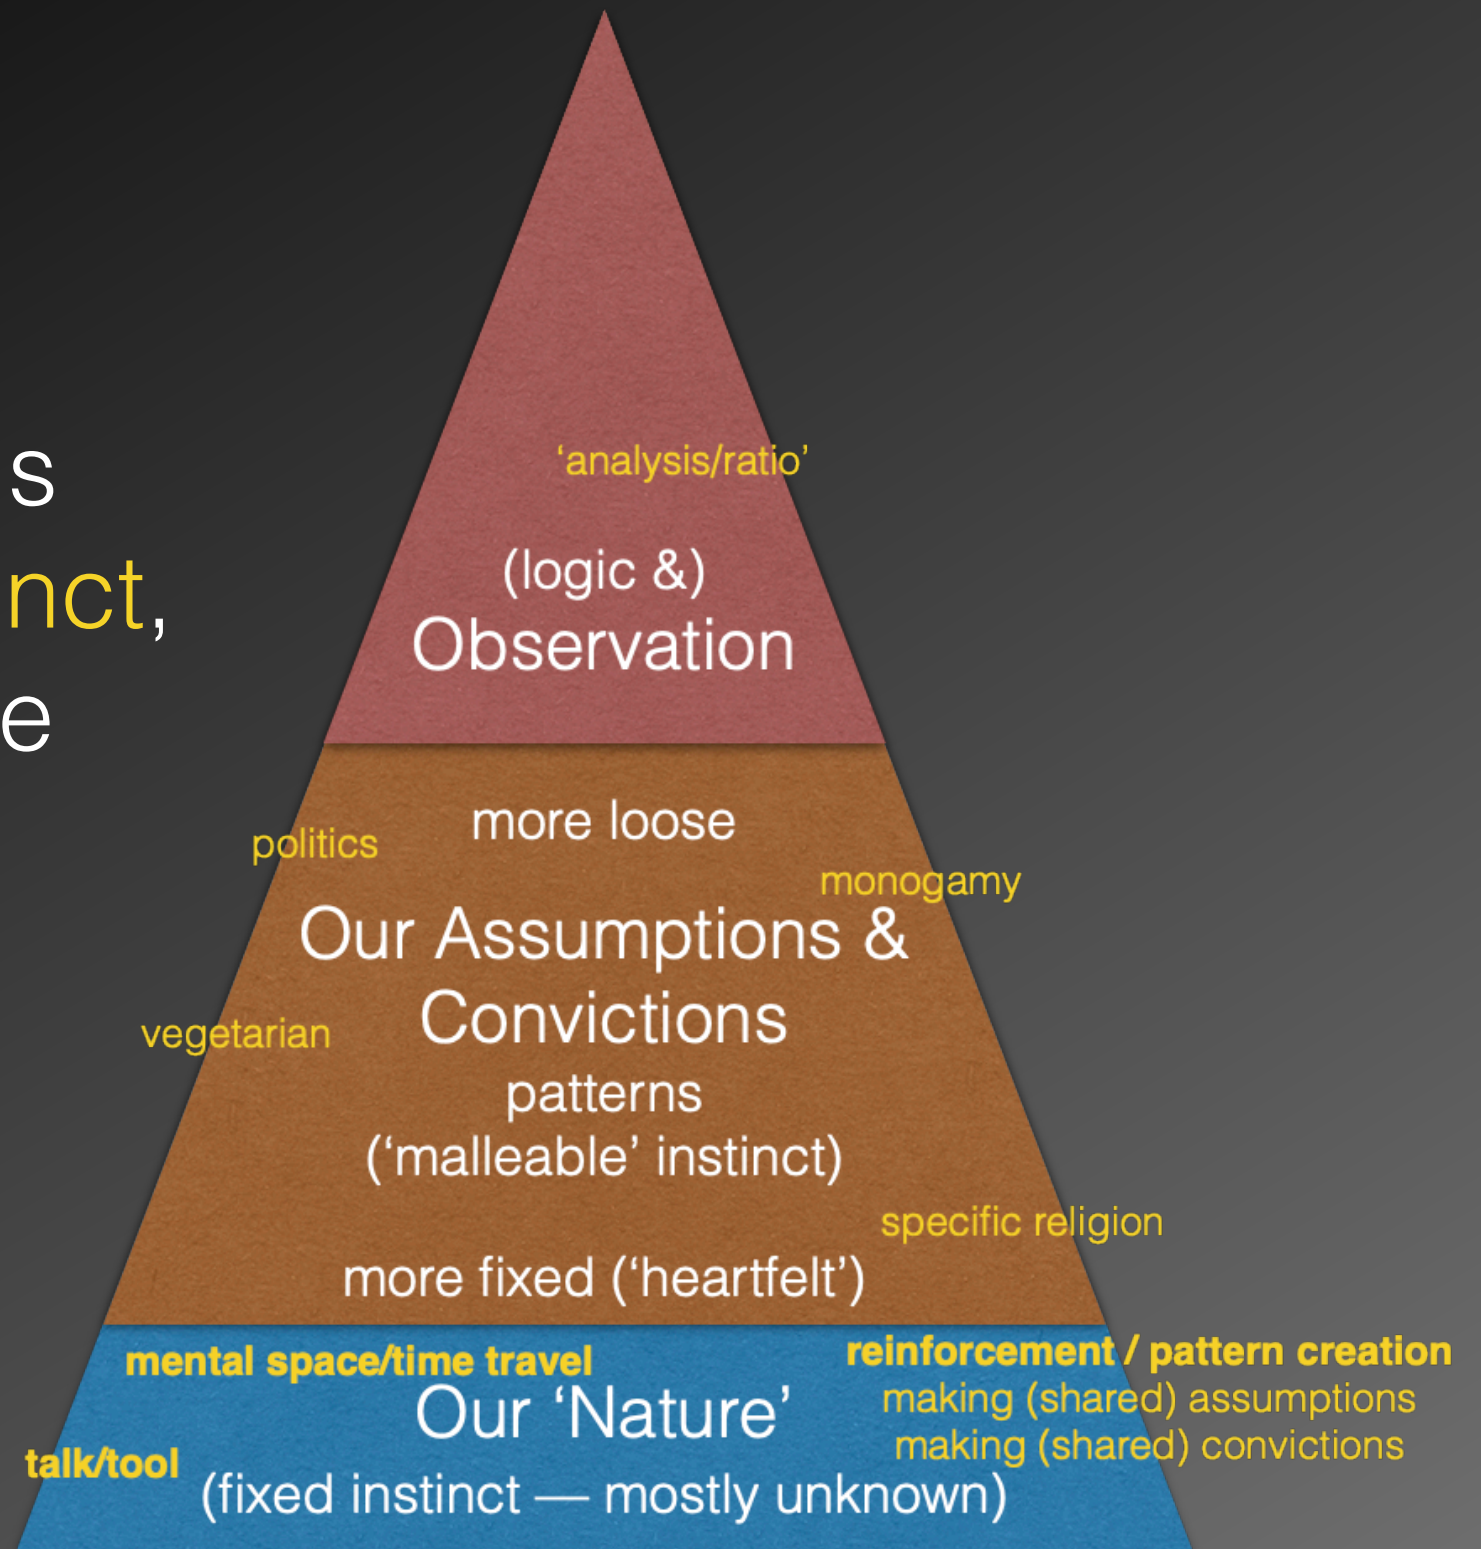 'analysis/ratio'
s
(logic &)
nct,
Observation
e
more loose
politics
monogamy
Our Assumptions &
Convictions
vegetarian
patterns
('malleable' instinct)
specific religion
more fixed ('heartfelt')
mental space/time travel
reinforcement / pattern creation
Our 'Nature'
making (shared) assumptions
making (shared) convictions
talk/tool
(fixed instinct — mostly unknown)